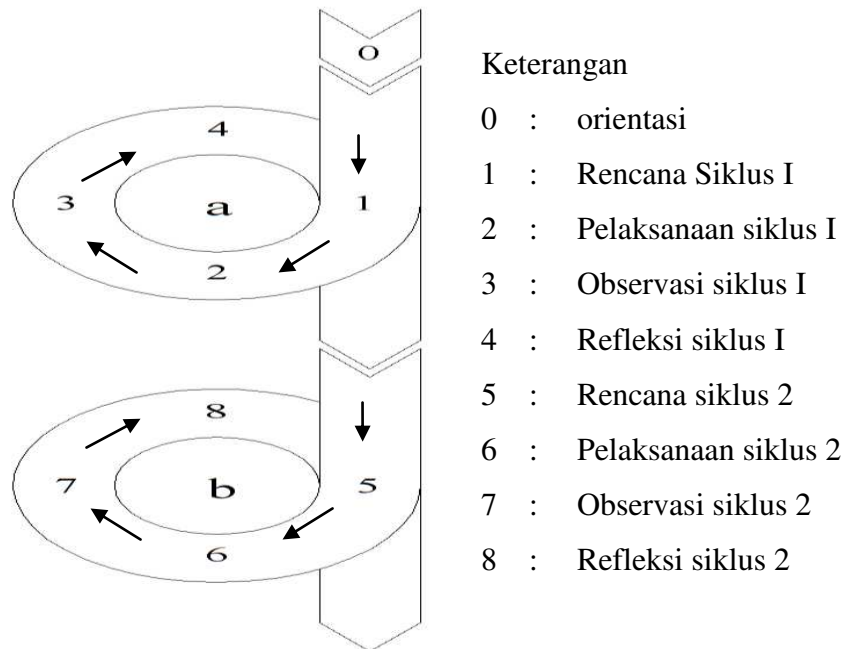 0
4
3
a
1
2
8
7
b
5
6
Keterangan
0 : orientasi
1 : Rencana Siklus I
2 : Pelaksanaan siklus I
3 : Observasi siklus I
4 : Refleksi siklus I
5 : Rencana siklus 2
6 : Pelaksanaan siklus 2
7 : Observasi siklus 2
8 : Refleksi siklus 2